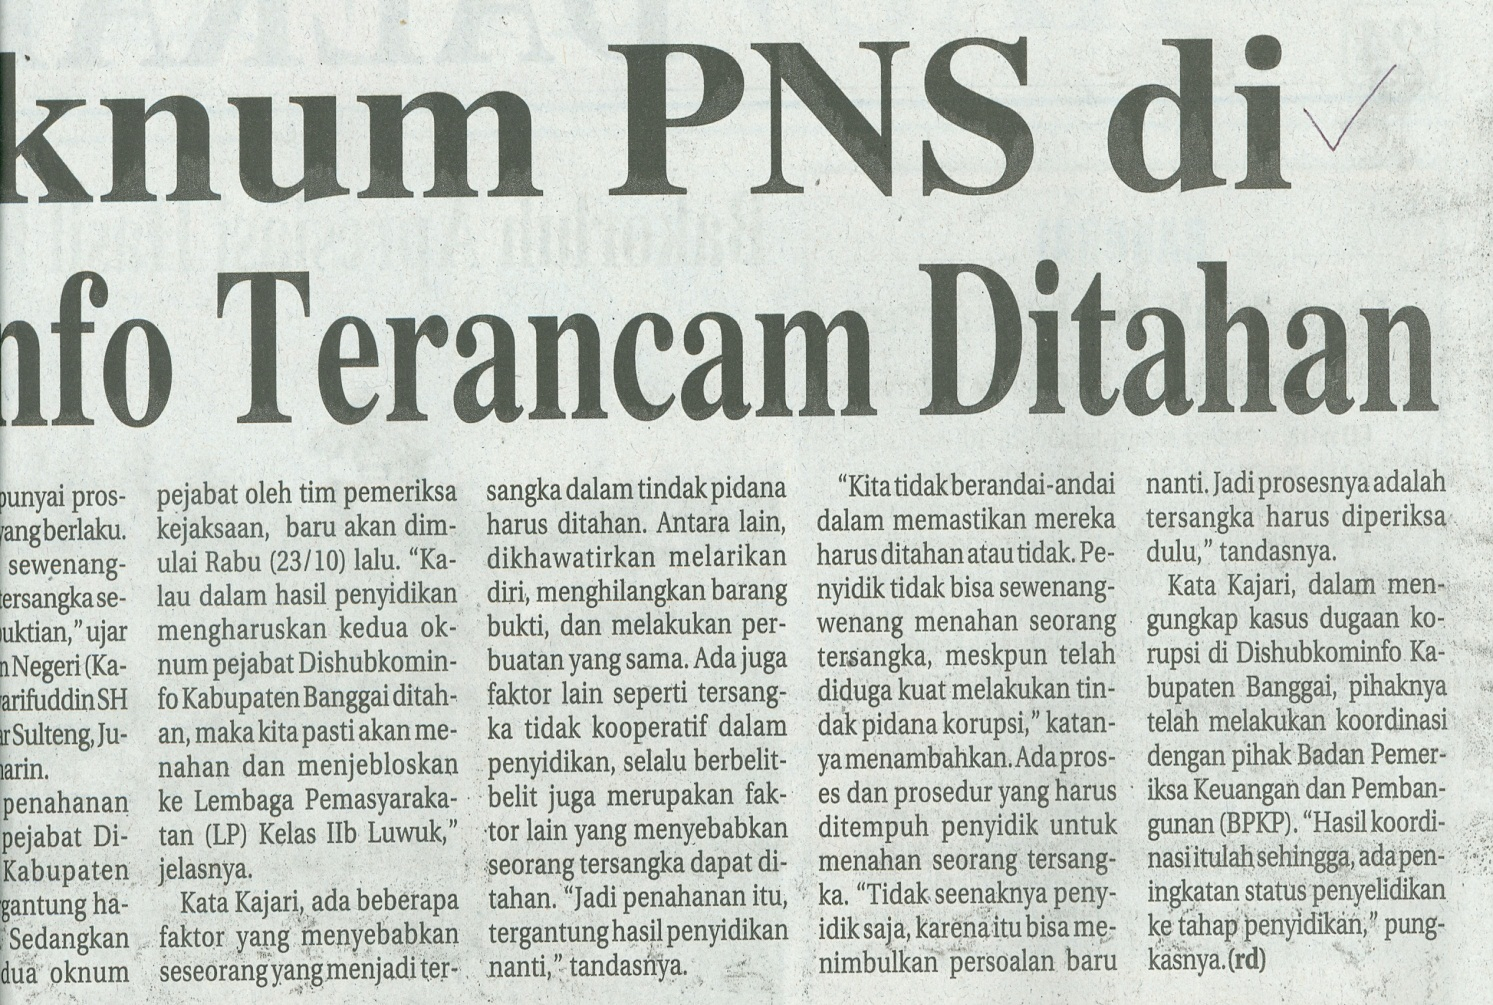 knum PNS di
nfo Terancam Ditahan
punyai pros-
yang berlaku.
sewenang-
tersangka se-
buktian,” ujar
n Negeri (Ka-
arifuddin SH
ar Sulteng, Ju-
arin.
penahanan
pejabat Di-
Kabupaten
gantung ha-
Sedangkan
dua oknum
pejabat oleh tim pemeriksa
kejaksaan, baru akan dim-
ulai Rabu (23/10) lalu. “Ka-
lau dalam hasil penyidikan
mengharuskan kedua ok-
num pejabat Dishubkomin-
fo Kabupaten Banggai ditah-
an, maka kita pasti akan me-
nahan dan menjebloskan
ke Lembaga Pemasyaraka-
tan (LP) Kelas IIb Luwuk,”
jelasnya.
Kata Kajari, ada beberapa
faktor yang menyebabkan
seseorang yang menjadi ter-
sangka dalam tindak pidana
harus ditahan. Antara lain,
dikhawatirkan melarikan
diri, menghilangkan barang
bukti, dan melakukan per-
buatan yang sama. Ada juga
faktor lain seperti tersang-
ka tidak kooperatif dalam
penyidikan, selalu berbelit-
belit juga merupakan fak-
tor lain yang menyebabkan
seorang tersangka dapat di-
tahan. “Jadi penahanan itu,
tergantung hasil penyidikan
nanti,” tandasnya.
“Kita tidak berandai-andai
dalam memastikan mereka
harus ditahan atau tidak. Pe-
nyidik tidak bisa sewenang-
wenang menahan seorang
tersangka, meskpun telah
diduga kuat melakukan tin-
dak pidana korupsi,” katan-
ya menambahkan. Ada pros-
es dan prosedur yang harus
ditempuh penyidik untuk
menahan seorang tersang-
ka. “Tidak seenaknya peny-
idik saja, karena itu bisa me-
nimbulkan persoalan baru
nanti. Jadi prosesnya adalah
tersangka harus diperiksa
dulu,” tandasnya.
Kata Kajari, dalam men-
gungkap kasus dugaan ko-
rupsi di Dishubkominfo Ka-
bupaten Banggai, pihaknya
telah melakukan koordinasi
dengan pihak Badan Pemer-
iksa Keuangan dan Pemban-
gunan (BPKP). “Hasil koordi-
nasi itulah sehingga, ada pen-
ingkatan status penyelidikan
ke tahap penyidikan,” pung-
kasnya. (rd)